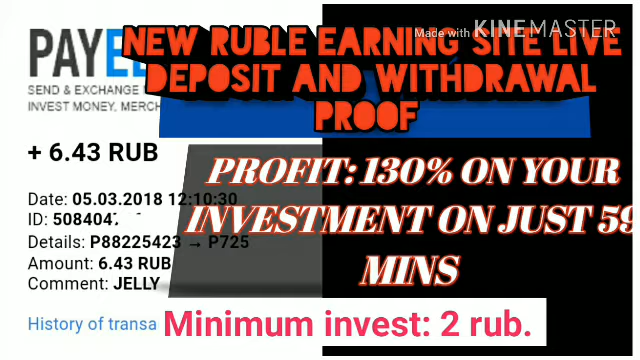 Made with KINEMASTER
PAYEE
NEW RUBLE EARNING SITE LIVE
DEPOSIT AND WITHDRAWAL
PROOF
SEND & EXCHANGE
INVEST MONEY, MERCH
+ 6.43 RUB
PROFIT: 130% ON YOUR
INVESTMENT ON JUST 59
MINS
Date: 05.03.2018 12:10:30
ID: 508404
Details: P88225423 → P725
Amount: 6.43 RUB
Comment: JELLY
History of transa
Minimum invest: 2 rub.